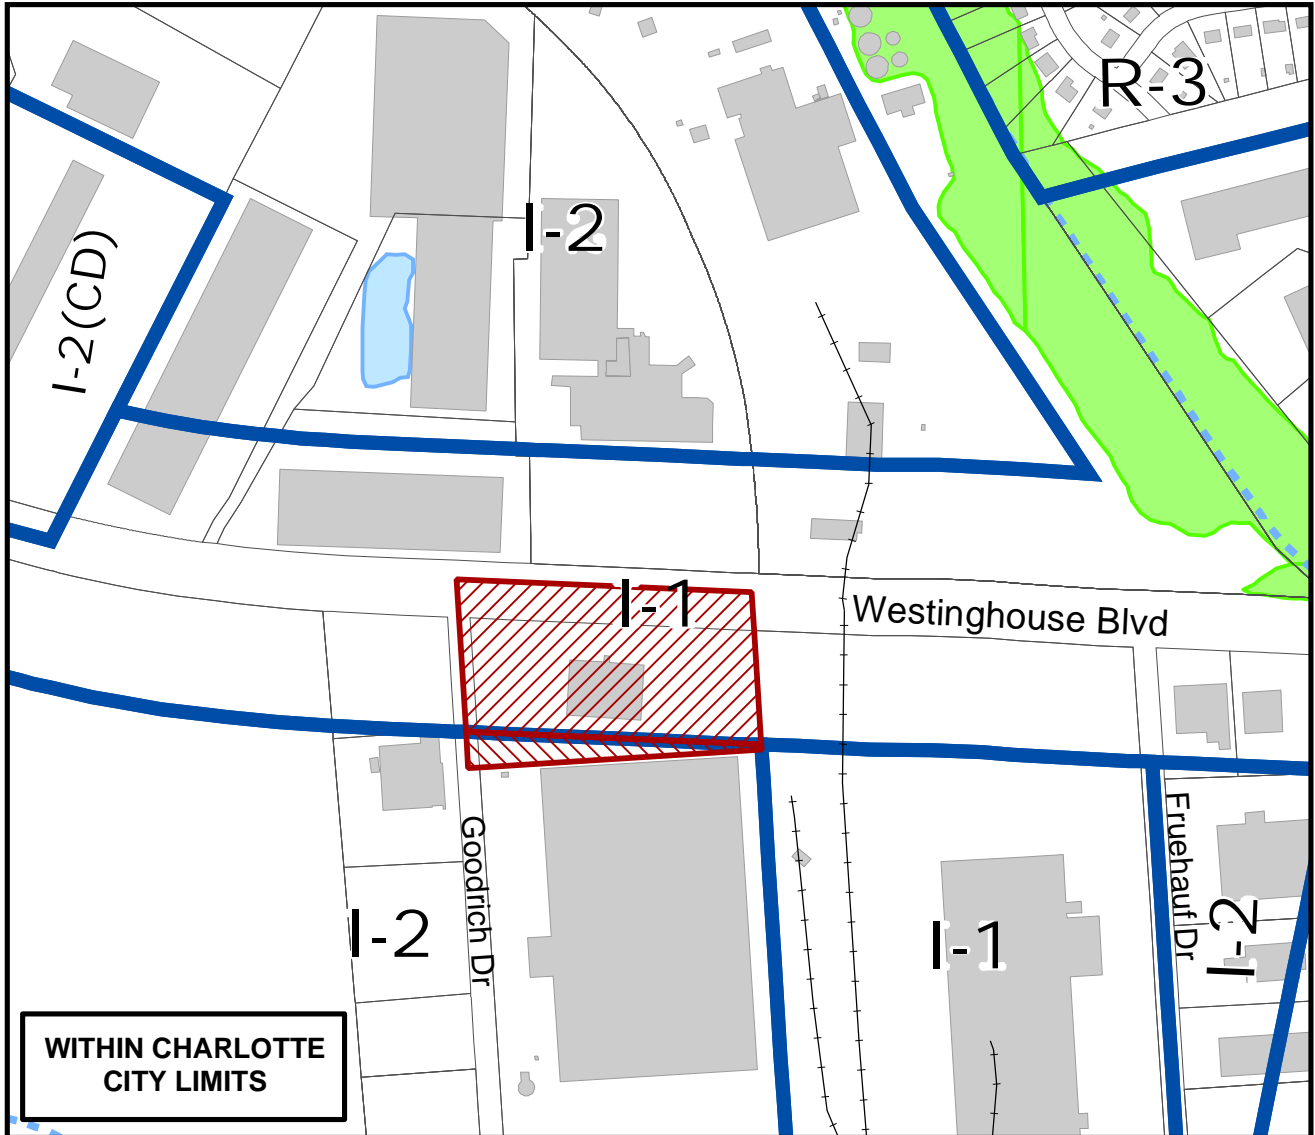 R-3
I-2
I-2(CD)
I-1
Westinghouse Blvd
Goodrich Dr
Fruehauf Dr
I-2
I-1
I-2
WITHIN CHARLOTTE
CITY LIMITS